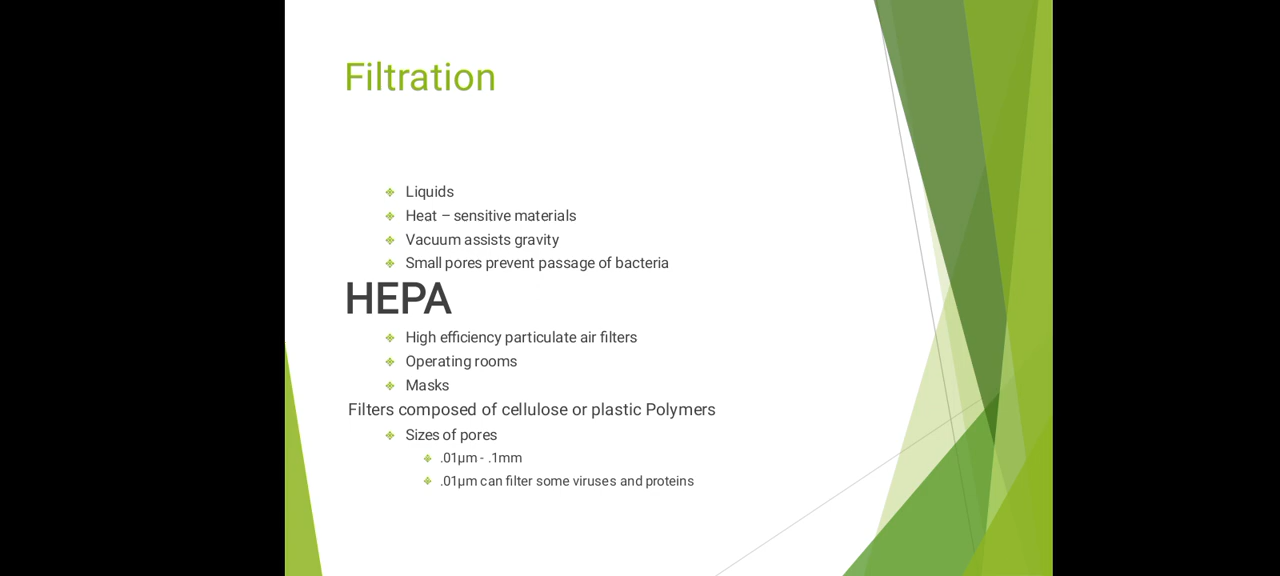 Filtration
Liquids
Heat – sensitive materials
Vacuum assists gravity
Small pores prevent passage of bacteria
HEPA
High efficiency particulate air filters
Operating rooms
Masks
Filters composed of cellulose or plastic Polymers
Sizes of pores
.01µm - .1mm
.01µm can filter some viruses and proteins